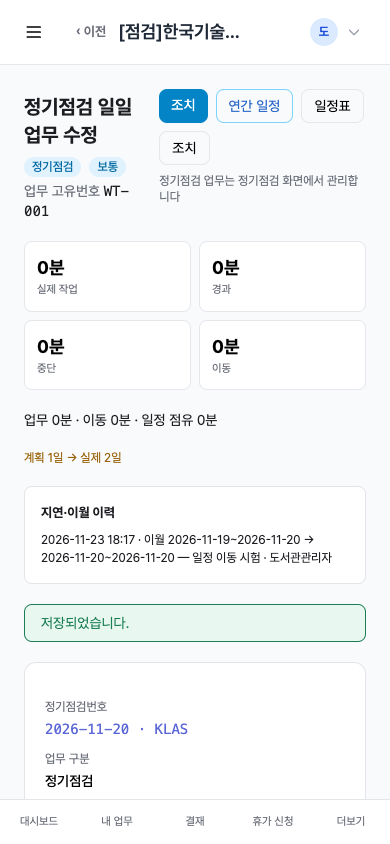 ‹ 이전 [점검]한국기술... 도
정기점검 일일
업무 수정
정기점검 보통
업무 고유번호 WT-
001
조치 연간 일정 일정표
조치
정기점검 업무는 정기점검 화면에서 관리합
니다
0분
실제 작업
0분
경과
0분
중단
0분
이동
업무 0분 · 이동 0분 · 일정 점유 0분
계획 1일 → 실제 2일
지연·이월 이력
2026-11-23 18:17 · 이월 2026-11-19~2026-11-20 →
2026-11-20~2026-11-20 — 일정 이동 시험 · 도서관관리자
저장되었습니다.
정기점검번호
2026-11-20 · KLAS
업무 구분
정기점검
대시보드 내 업무 결재 휴가 신청 더보기